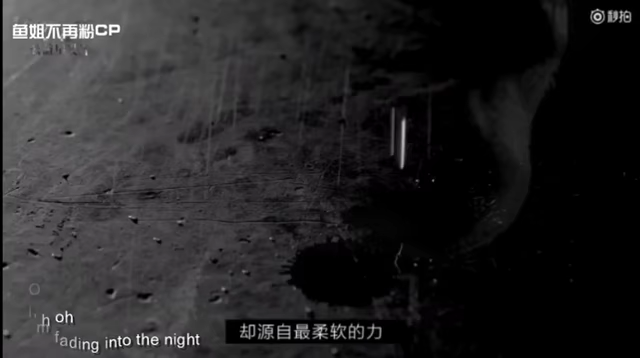 鱼姐不再粉CP
秒拍
oh
fading into the night
却源自最柔软的力